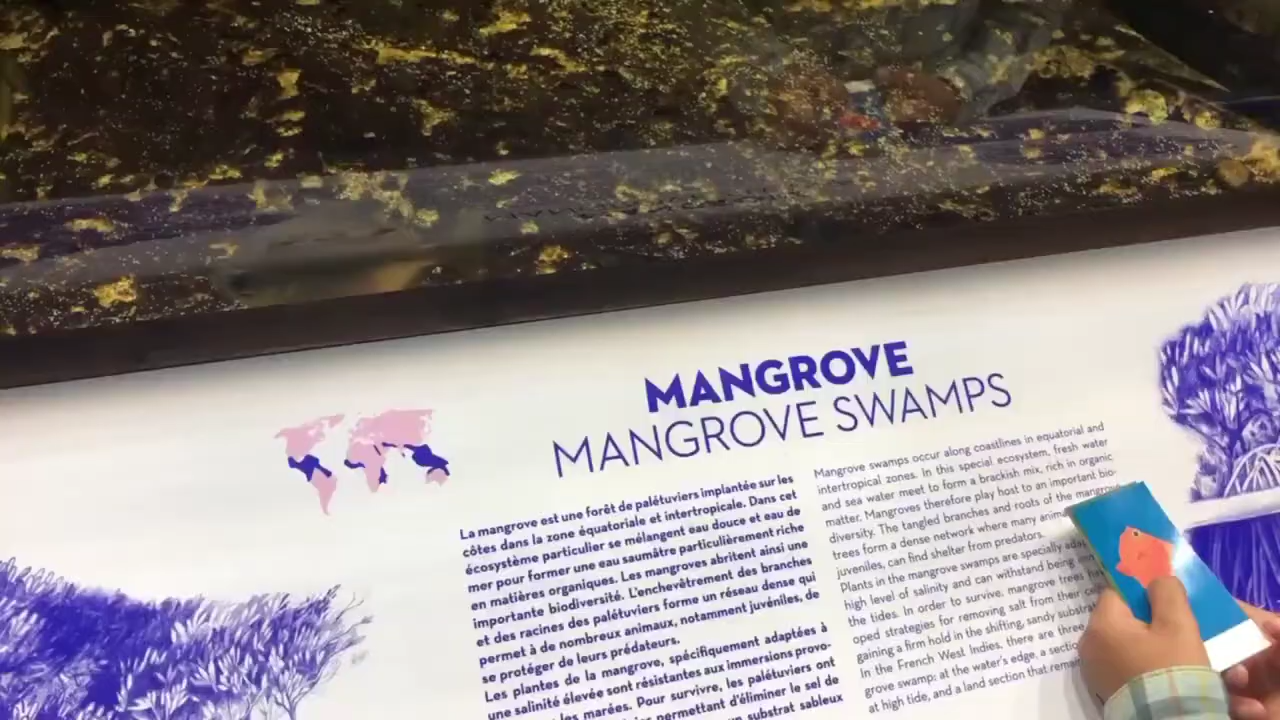 MANGROVE
MANGROVE SWAMPS
La mangrove est une forêt de palétuviers implantée sur les
côtes dans la zone équatoriale et intertropicale. Dans cet
écosystème particulier se mélangent eau douce et eau de
mer pour former une eau saumâtre particulièrement riche
en matières organiques. Les mangroves abritent ainsi une
importante biodiversité. L'enchevêtrement des branches
et des racines des palétuviers forme un réseau dense qui
permet à de nombreux animaux, notamment juvéniles, de
se protéger de leurs prédateurs.
Les plantes de la mangrove, spécifiquement adaptées à
une salinité élevée sont résistantes aux immersions provo-
les marées. Pour survivre, les palétuviers ont
permettant d'éliminer le sel de
un substrat sableux
Mangrove swamps occur along coastlines in equatorial and
intertropical zones. In this special ecosystem, fresh water
and sea water meet to form a brackish mix, rich in organic
matter. Mangroves therefore play host to an important bio-
diversity. The tangled branches and roots of the mangrove
trees form a dense network where many
juveniles, can find shelter from predators.
Plants in the mangrove swamps are specially
high level of salinity and can withstand being
the tides. In order to survive, mangrove trees
oped strategies for removing salt from their
gaining a firm hold in the shifting, sandy
In the French West Indies, there are three
grove swamp: at the water's edge, a
at high tide, and a land section that